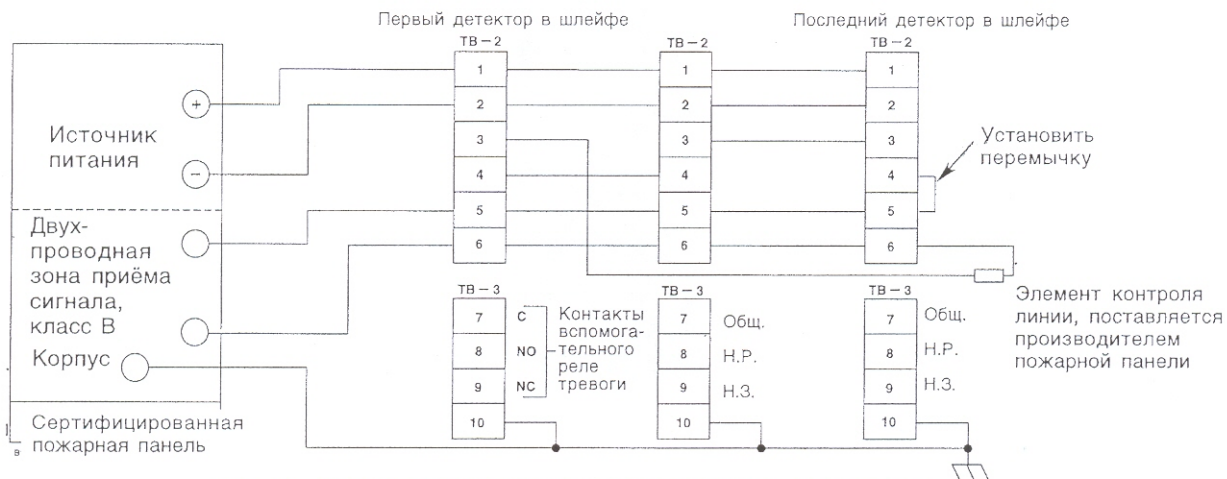 Первый детектор в шлейфе
Последний детектор в шлейфе
ТВ – 2
ТВ – 2
ТВ – 2
1
2
3
4
5
6
1
2
3
4
5
6
1
2
3
4
5
6
+
Источник
питания
−
Двух-
проводная
зона приёма
сигнала,
класс В
Корпус
Сертифицированная
пожарная панель
Установить
перемычку
ТВ – 3
ТВ – 3
ТВ – 3
7
8
9
10
C
NO
NC
Контакты
вспомога-
тельного
реле
тревоги
7
8
9
10
Общ.
Н.Р.
Н.З.
7
8
9
10
Общ.
Н.Р.
Н.З.
Элемент контроля
линии, поставляется
производителем
пожарной панели